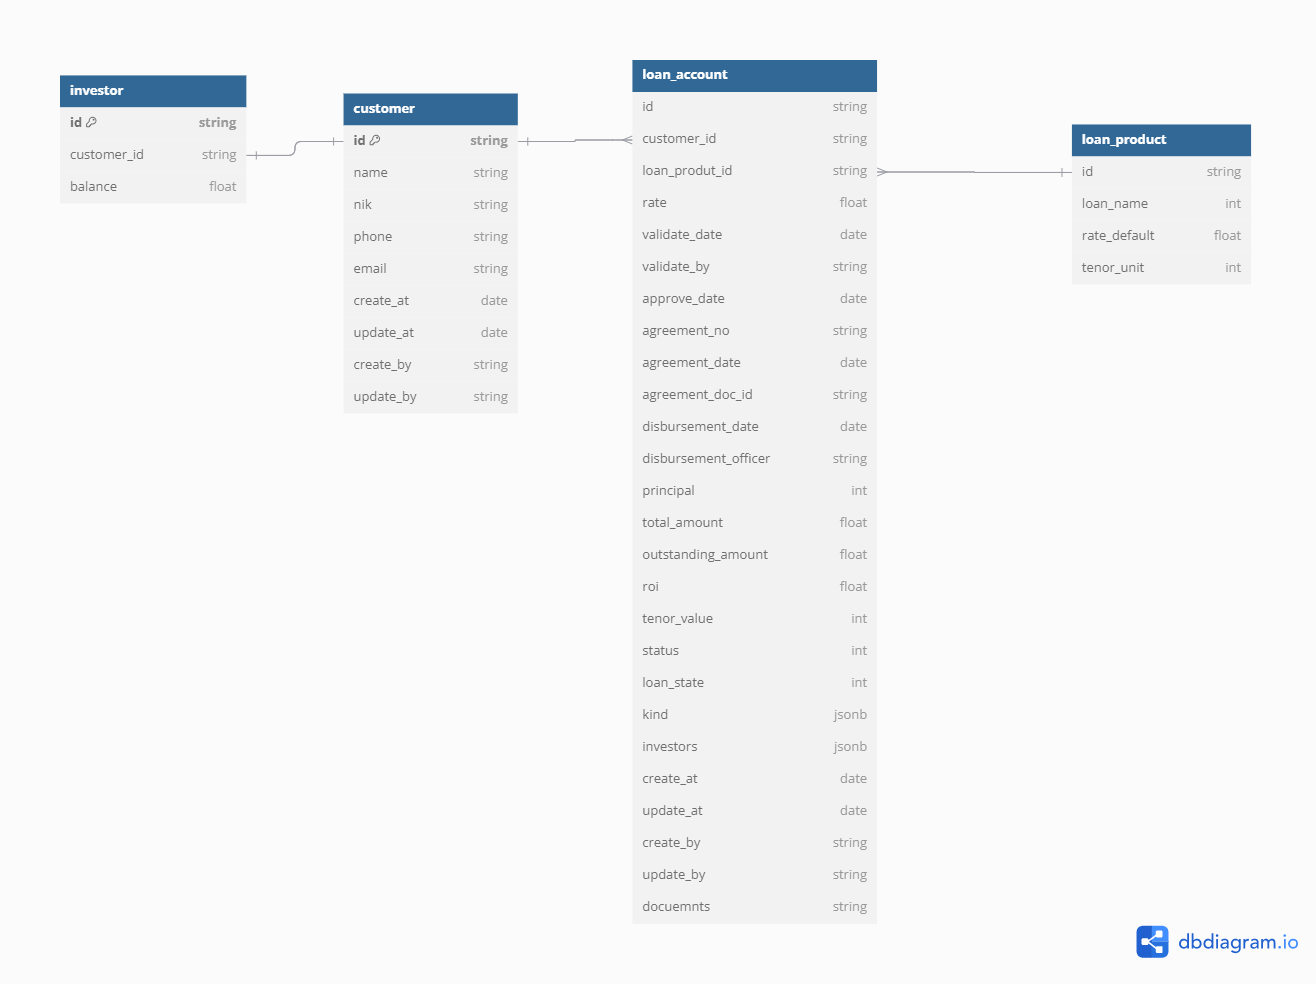 investor
id string
customer_id string
balance float
customer
id string
name string
nik string
phone string
email string
create_at date
update_at date
create_by string
update_by string
loan_account
id string
customer_id string
loan_produt_id string
rate float
validate_date date
validate_by string
approve_date date
agreement_no string
agreement_date date
agreement_doc_id string
disbursement_date date
disbursement_officer string
principal int
total_amount float
outstanding_amount float
roi float
tenor_value int
status int
loan_state int
kind jsonb
investors jsonb
create_at date
update_at date
create_by string
update_by string
docuemnts string
loan_product
id string
loan_name int
rate_default float
tenor_unit int
dbdiagram.io